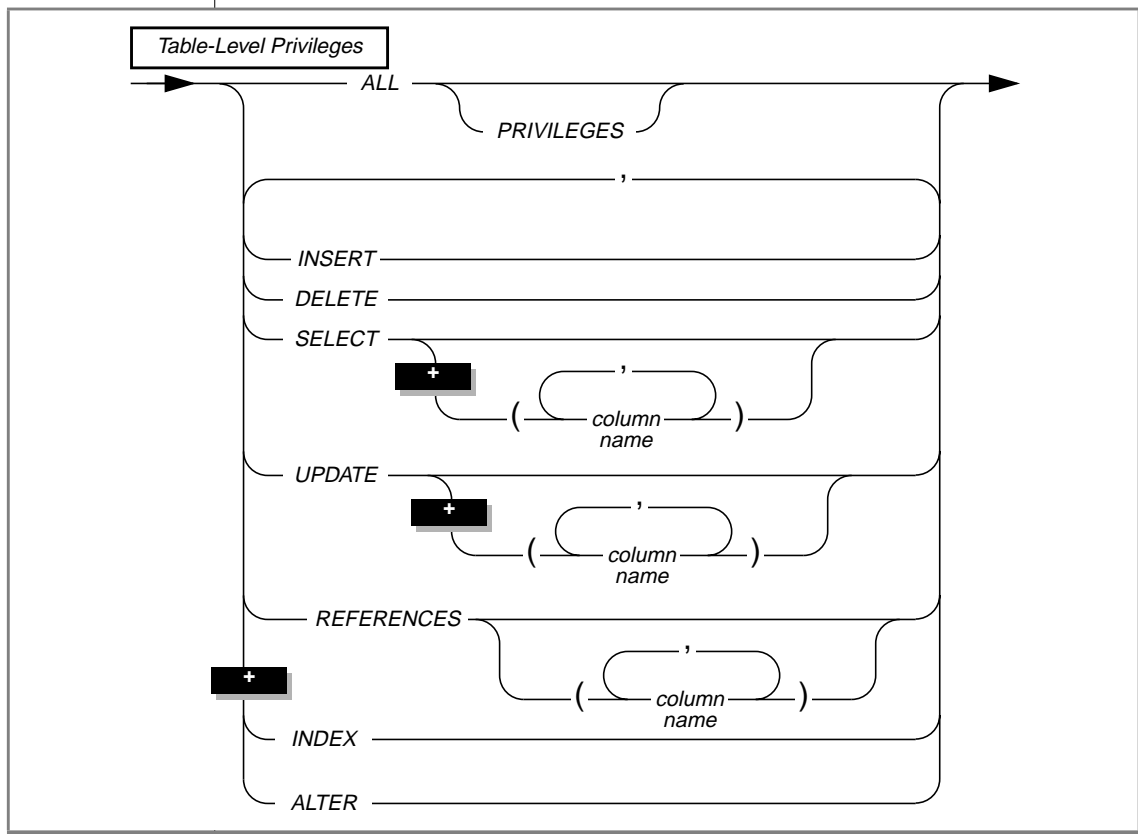 Table-Level Privileges
ALL
PRIVILEGES
,
INSERT
DELETE
SELECT
+
,
( column name )
UPDATE
+
,
( column name )
REFERENCES
+
,
( column name )
INDEX
ALTER